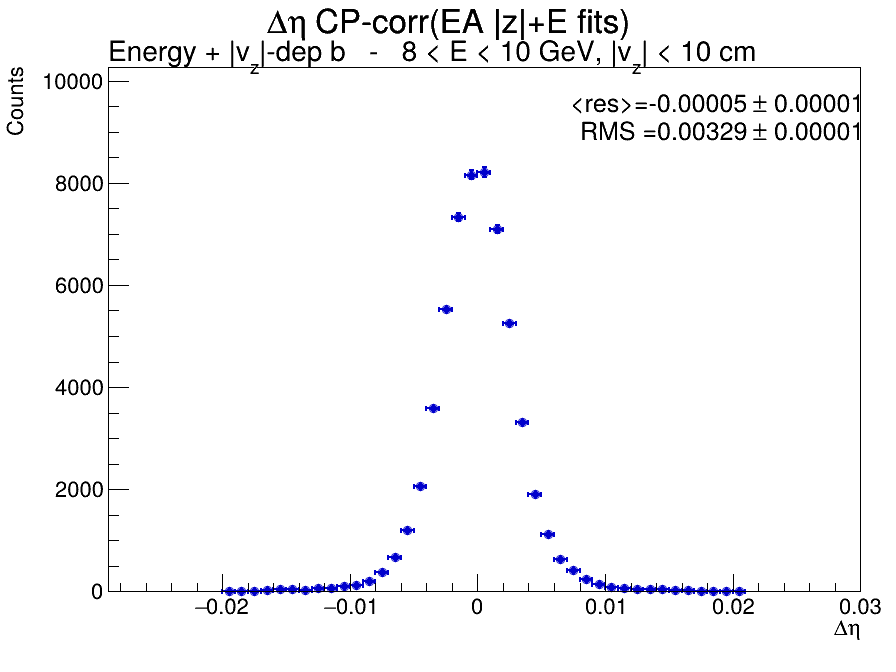 Δη CP-corr(EA |z|+E fits)
Energy + |v_z|-dep b - 8 < E < 10 GeV, |v_z| < 10 cm
Counts
<res>=-0.00005 ± 0.00001
RMS =0.00329 ± 0.00001
10000
8000
6000
4000
2000
0
−0.02 −0.01 0 0.01 0.02 0.03
Δη